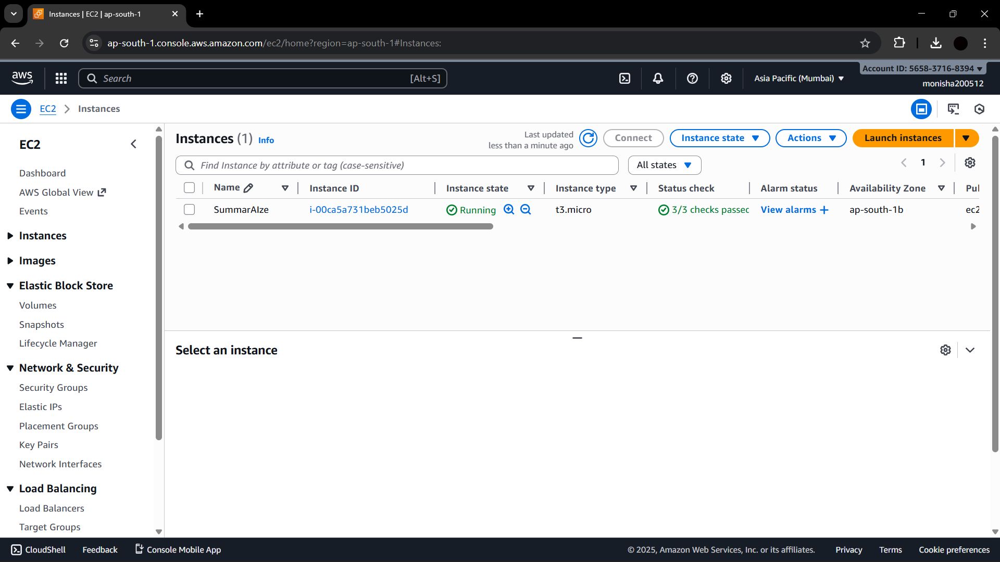 Instances | EC2 | ap-south-1
ap-south-1.console.aws.amazon.com/ec2/home?region=ap-south-1#Instances:
aws
Search [Alt+S]
Asia Pacific (Mumbai)
Account ID: 5658-3716-8394
monisha200512
EC2 Instances
EC2
Dashboard
AWS Global View
Events
Instances
Images
Elastic Block Store
Volumes
Snapshots
Lifecycle Manager
Network & Security
Security Groups
Elastic IPs
Placement Groups
Key Pairs
Network Interfaces
Load Balancing
Load Balancers
Target Groups
Instances (1) Info
Last updated
less than a minute ago
Connect Instance state Actions Launch instances
Find Instance by attribute or tag (case-sensitive)
All states
1
Name Instance ID Instance state Instance type Status check Alarm status Availability Zone Pul
SummarAIze i-00ca5a731beb5025d Running t3.micro 3/3 checks passec View alarms + ap-south-1b ec2
Select an instance
CloudShell Feedback Console Mobile App
© 2025, Amazon Web Services, Inc. or its affiliates. Privacy Terms Cookie preferences